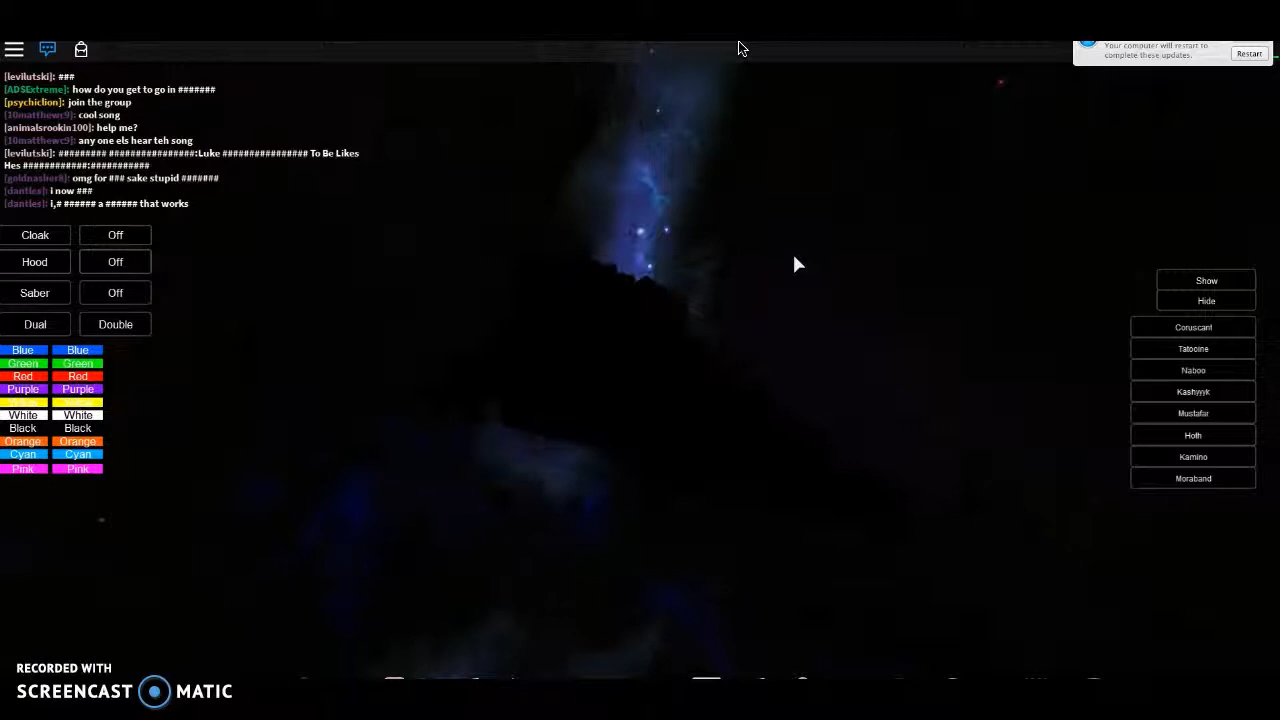 Your computer will restart to
complete these updates.
Restart
[levilutski]: ###
[ADSExtreme]: how do you get to go in #######
[psychiclion]: join the group
[10matthewc9]: cool song
[animalsrookin100]: help me?
[10matthewc9]: any one els hear teh song
[levilutski]: ######### ###############:Luke ############### To Be Likes
Hes ############:###########
[goldnasher8]: omg for ### sake stupid #######
[danties]: i now ###
[danties]: i,# ###### a ###### that works
Cloak Off
Hood Off
Saber Off
Dual Double
Blue Blue
Green Green
Red Red
Purple Purple
Yellow Yellow
White White
Black Black
Orange Orange
Cyan Cyan
Pink Pink
Show
Hide
Coruscant
Tatooine
Naboo
Kashyyyk
Mustafar
Hoth
Kamino
Moraband
RECORDED WITH
SCREENCAST MATIC